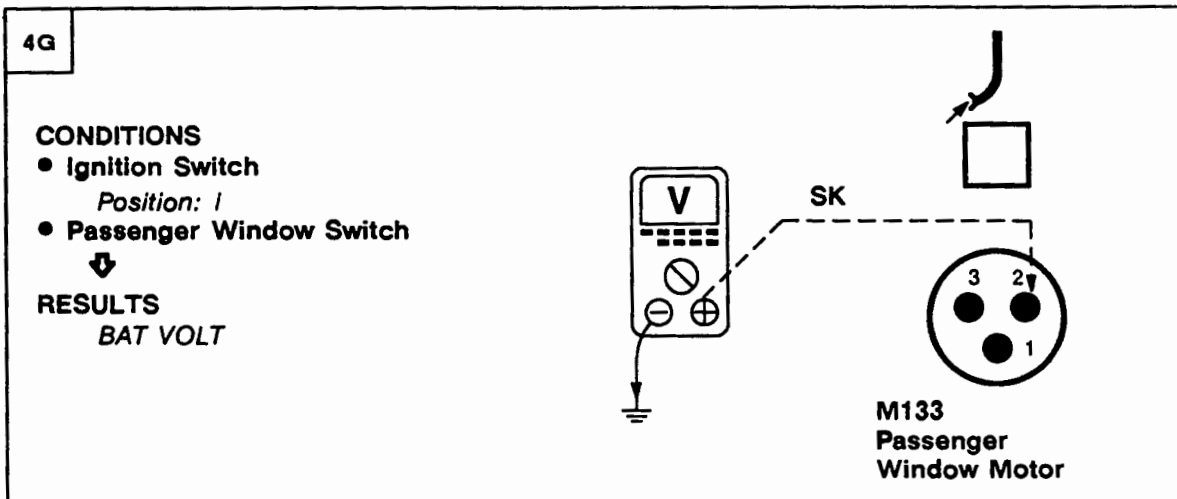 4G
CONDITIONS
● Ignition Switch
Position: I
● Passenger Window Switch
RESULTS
BAT VOLT
V
SK
3 2
1
M133
Passenger
Window Motor